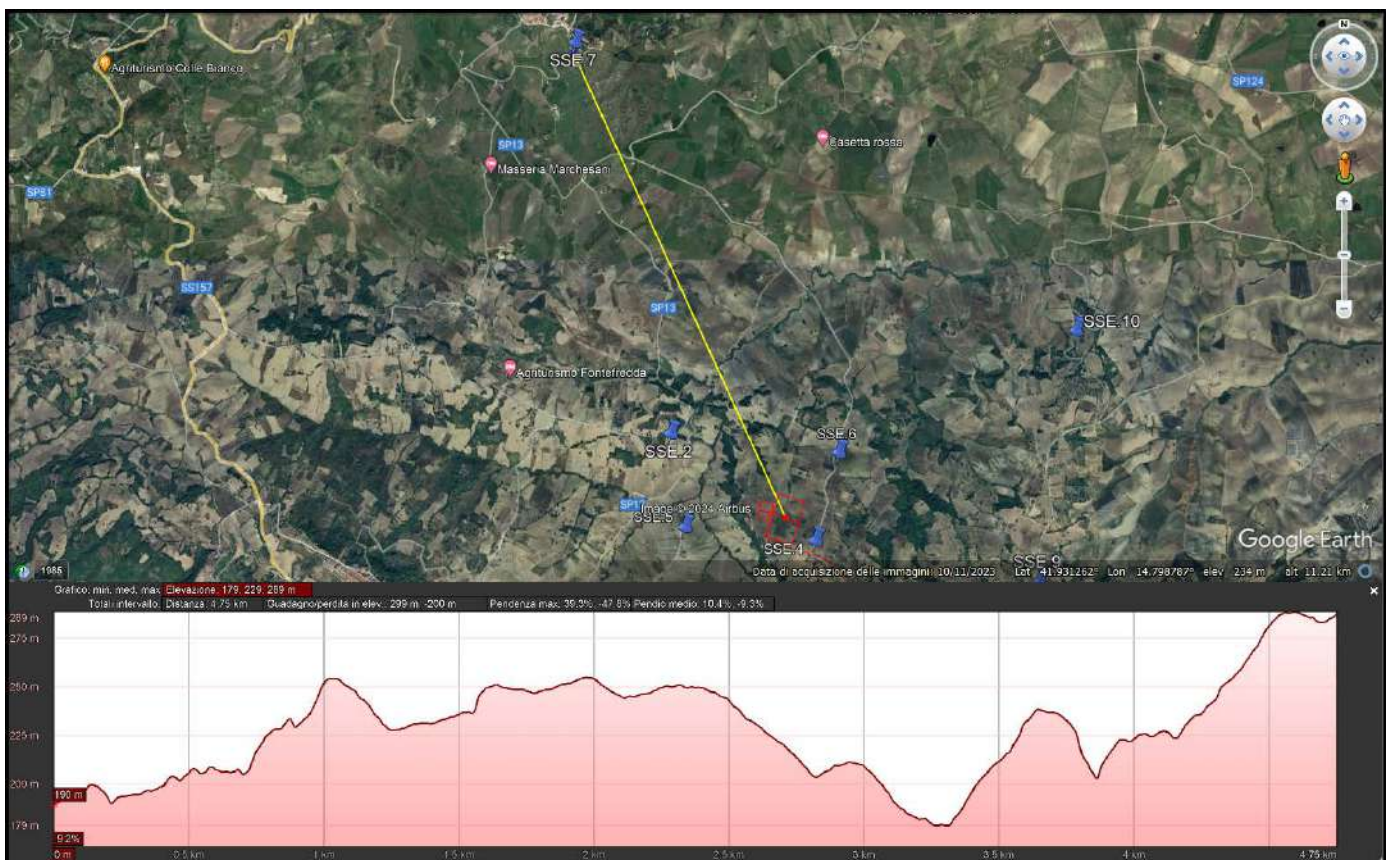 N
SSE.7
Agriturismo Colle Bianco
SP124
Casetta rossa
SP13
Masseria Marchesani
SP81
SS157
SP13
SSE.10
Agriturismo Fontefredda
SSE.6
SSE.2
Image © 2024 Airbus
SSE.5
Google Earth
SSE.4
SSE.9
1985
Data di acquisizione delle immagini: 10/11/2023 Lat 41.931262° Lon 14.798787° elev 234 m alt 11.21 km
Grafico: min, med, max Elevazione: 179, 229, 289 m
Totali intervallo: Distanza: 4.75 km Guadagno/perdita in elev.: 299 m, -200 m Pendenza max: 39.3%, -47.8% Pendio medio: 10.4%, -9.3%
289 m
275 m
250 m
225 m
200 m
190 m
179 m
9.2%
0 m 0.5 km 1 km 1.5 km 2 km 2.5 km 3 km 3.5 km 4 km 4.75 km